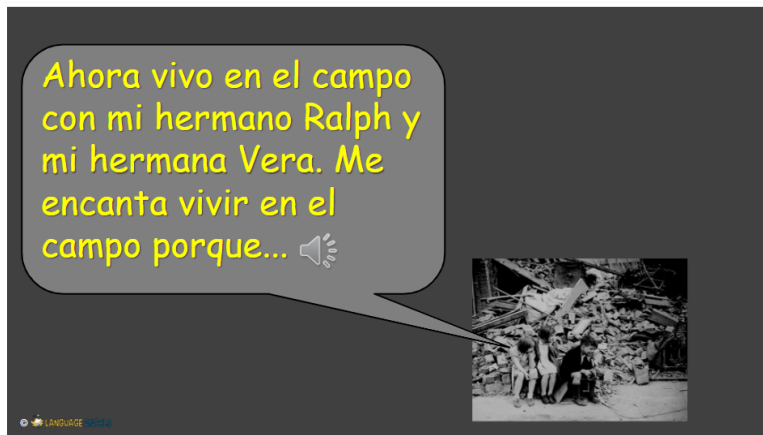 Ahora vivo en el campo
con mi hermano Ralph y
mi hermana Vera. Me
encanta vivir en el
campo porque...
© LANGUAGE